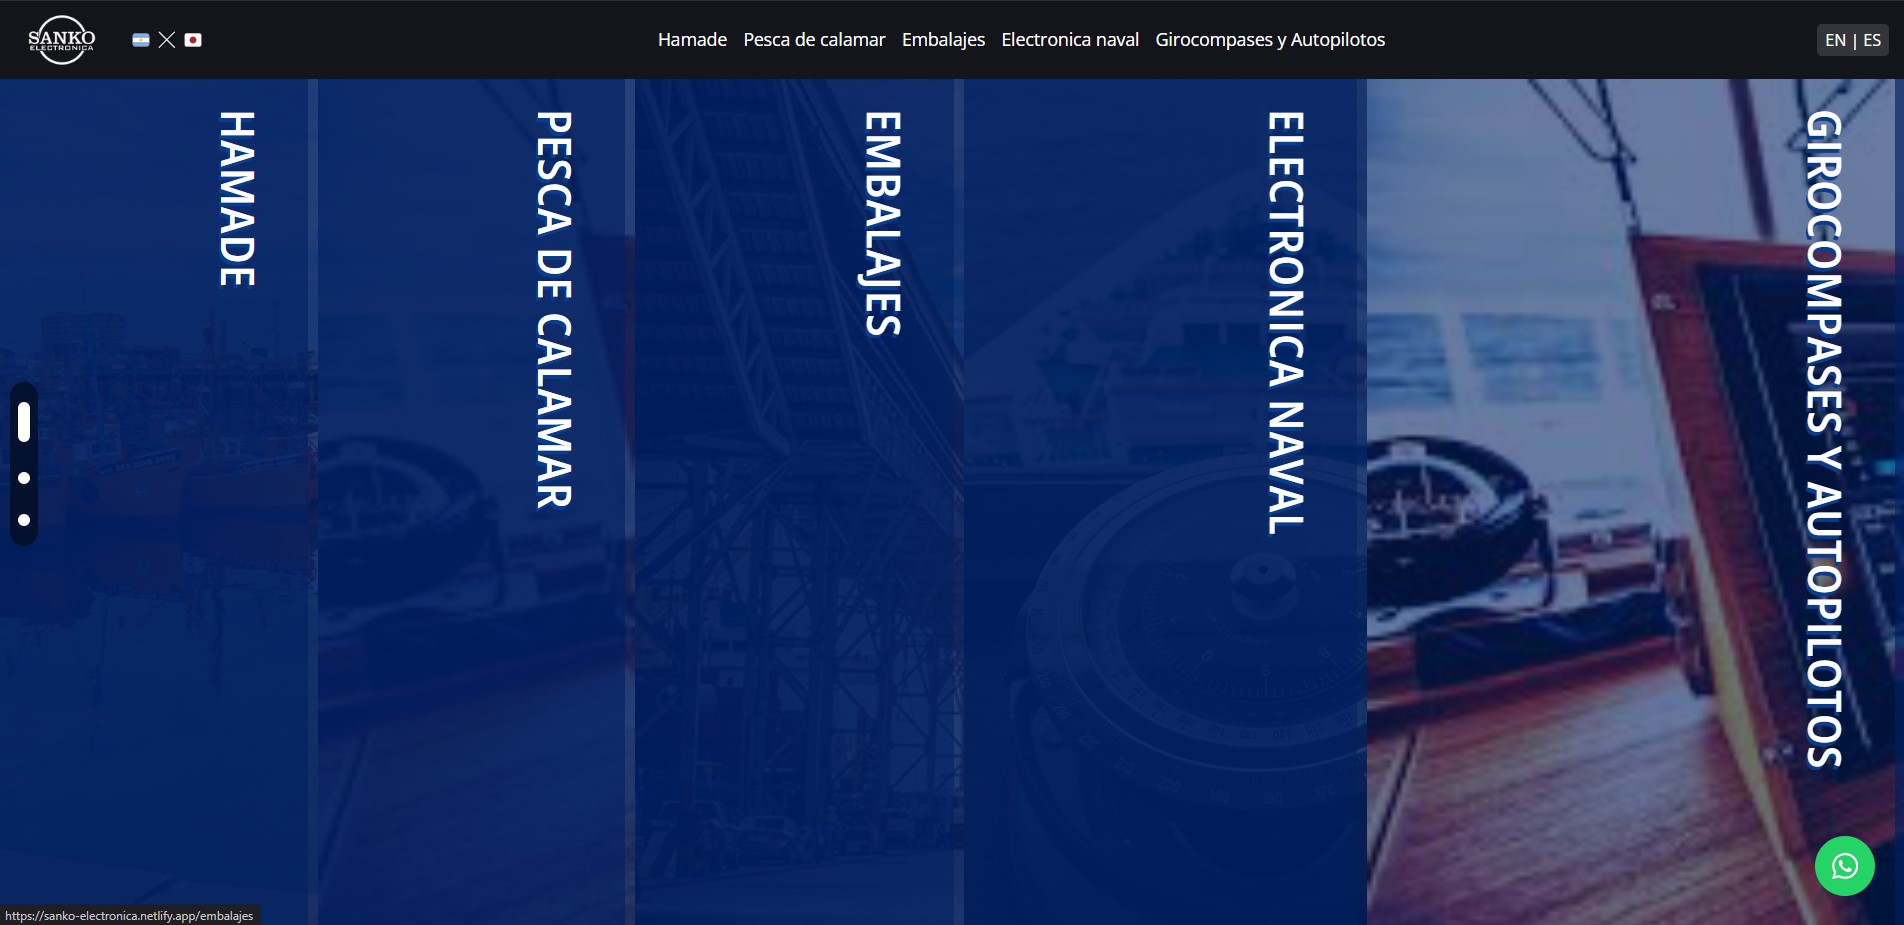 SANKO
ELECTRONICA
Hamade
Pesca de calamar
Embalajes
Electronica naval
Girocompases y Autopilotos
EN | ES
HAMADE
PESCA DE CALAMAR
EMBALAJES
ELECTRONICA NAVAL
GIROCOMPASES Y AUTOPILOTOS
https://sanko-electronica.netlify.app/embalajes